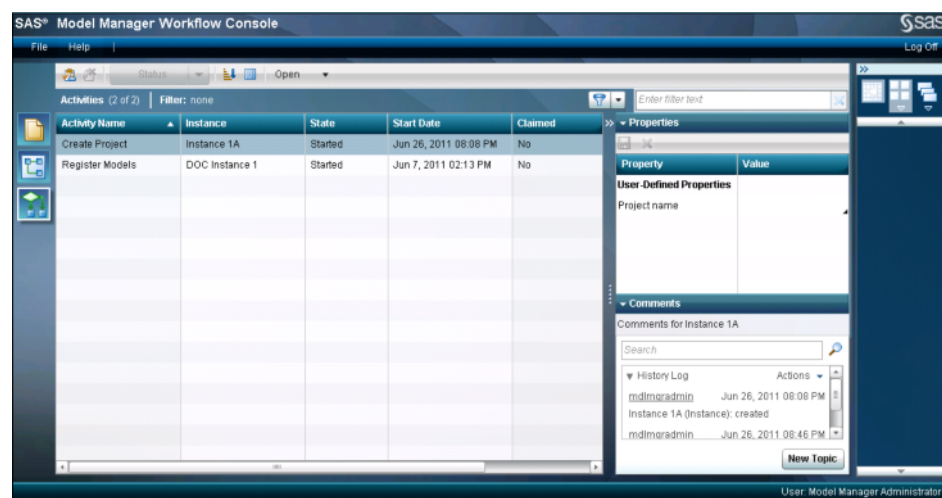 SAS® Model Manager Workflow Console
sas
File Help Log Off
Status Open
Activities (2 of 2) Filter: none Enter filter text
Activity Name Instance State Start Date Claimed
Create Project Instance 1A Started Jun 26, 2011 08:08 PM No
Register Models DOC Instance 1 Started Jun 7, 2011 02:13 PM No
Properties
Property Value
User-Defined Properties
Project name
Comments
Comments for Instance 1A
Search
History Log Actions
mdlmgradmin Jun 26, 2011 08:08 PM
Instance 1A (Instance): created
mdlmgradmin Jun 26, 2011 08:46 PM
New Topic
User: Model Manager Administrator